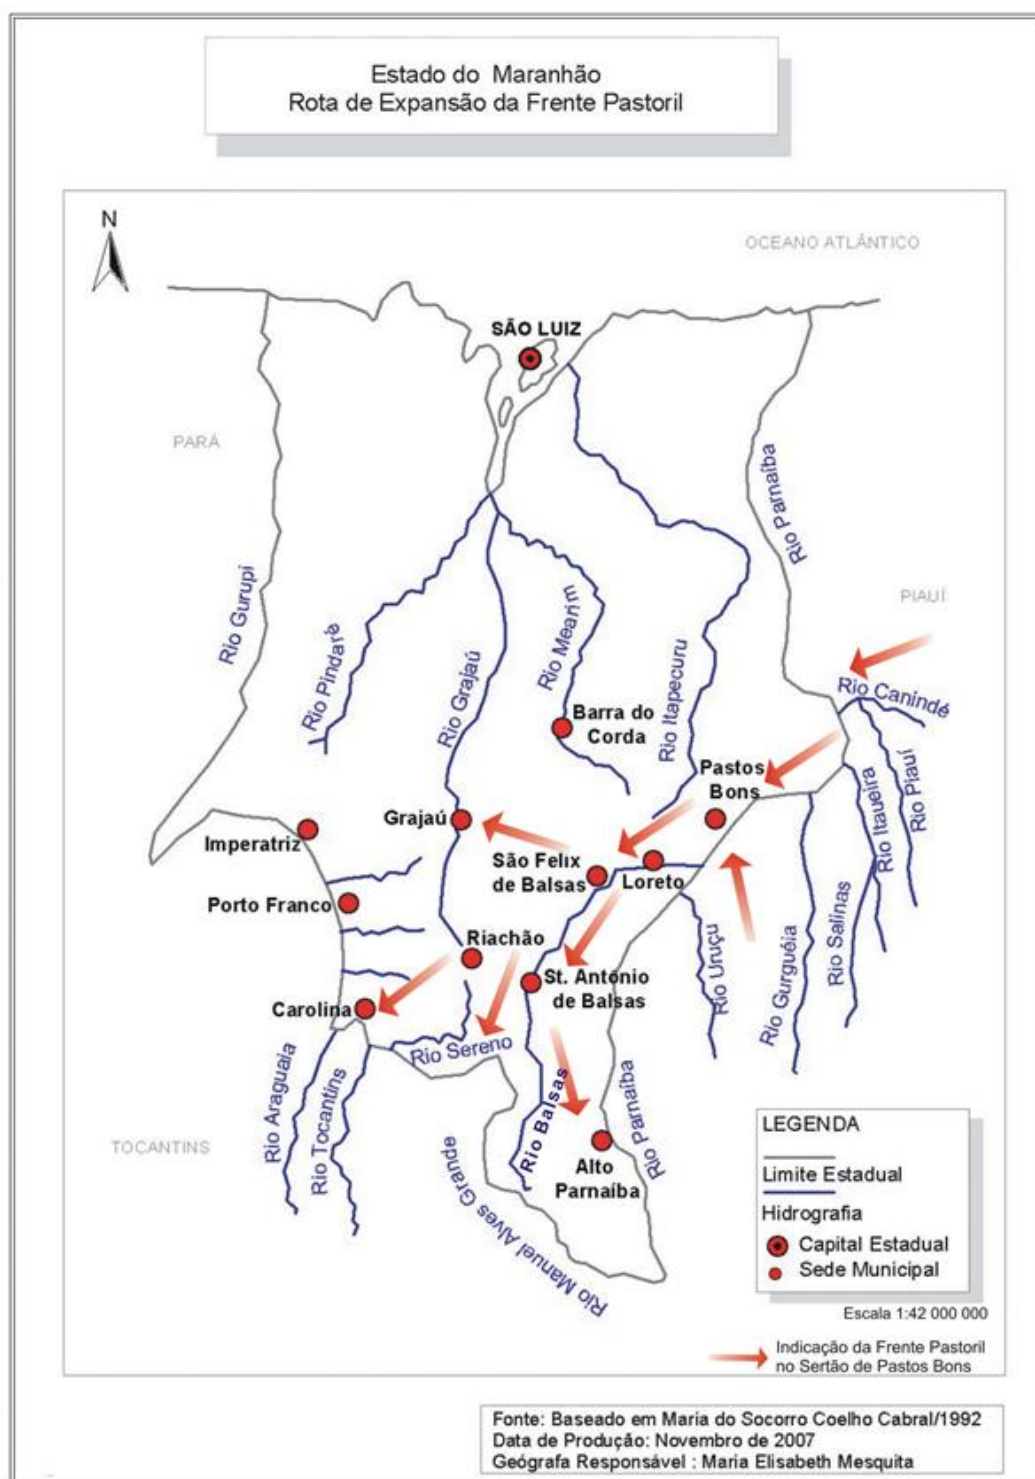 Estado do Maranhão
Rota de Expansão da Frente Pastoril
N
OCEANO ATLÂNTICO
SÃO LUIZ
PARÁ
Rio Parnaíba
Rio Gurupi
PIAUÍ
Rio Pindaré
Rio Mearim
Rio Grajaú
Rio Itapecuru
Rio Canindé
Barra do
Corda
Pastos
Bons
Rio Piauí
Rio Itaueira
Grajaú
Imperatriz
São Felix
de Balsas
Loreto
Porto Franco
Riachão
Rio Uruçu
Rio Gurguéia
Rio Salinas
St. Antônio
de Balsas
Carolina
Rio Sereno
Rio Araguaia
Rio Tocantins
Rio Balsas
Rio Parnaíba
TOCANTINS
Alto
Parnaíba
Rio Manuel Alves Grande
LEGENDA
Limite Estadual
Hidrografia
Capital Estadual
Sede Municipal
Escala 1:42 000 000
Indicação da Frente Pastoril
no Sertão de Pastos Bons
Fonte: Baseado em Maria do Socorro Coelho Cabral/1992
Data de Produção: Novembro de 2007
Geógrafa Responsável : Maria Elisabeth Mesquita